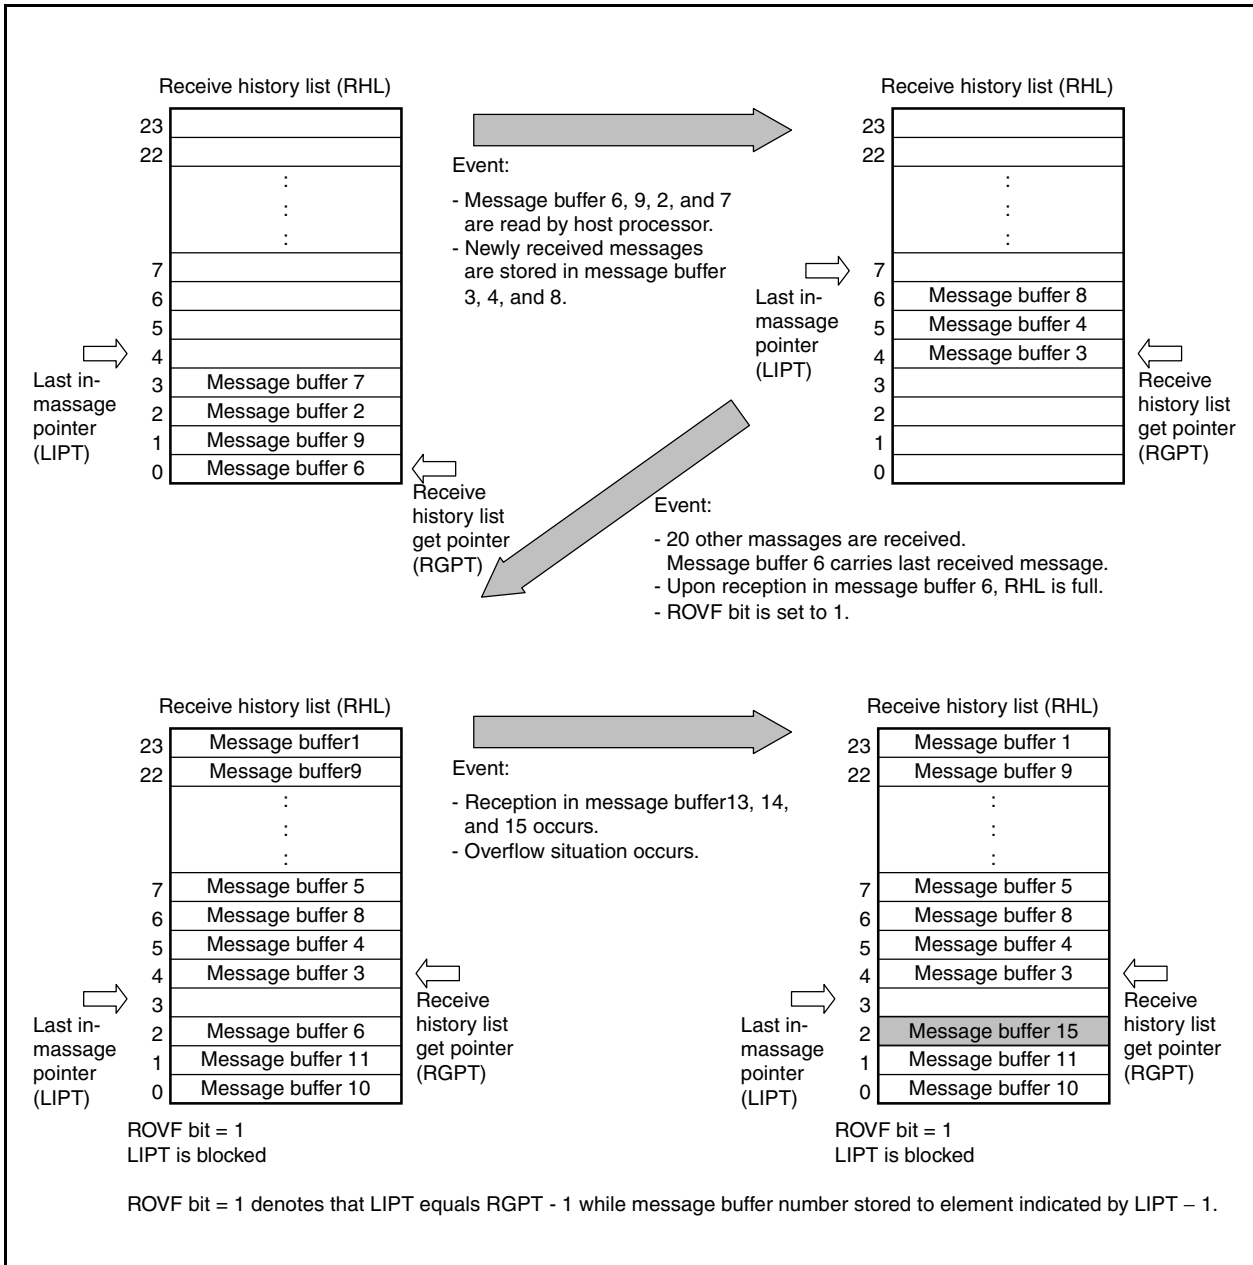 Receive history list (RHL)
23
22
:
:
:
7
6
5
4
3 Message buffer 7
2 Message buffer 2
1 Message buffer 9
0 Message buffer 6
Last in-
massage
pointer
(LIPT)
Receive
history list
get pointer
(RGPT)
Event:
- Message buffer 6, 9, 2, and 7
are read by host processor.
- Newly received messages
are stored in message buffer
3, 4, and 8.
Receive history list (RHL)
23
22
:
:
:
7
6 Message buffer 8
5 Message buffer 4
4 Message buffer 3
3
2
1
0
Last in-
massage
pointer
(LIPT)
Receive
history list
get pointer
(RGPT)
Event:
- 20 other massages are received.
Message buffer 6 carries last received message.
- Upon reception in message buffer 6, RHL is full.
- ROVF bit is set to 1.
Receive history list (RHL)
23 Message buffer1
22 Message buffer9
:
:
:
7 Message buffer 5
6 Message buffer 8
5 Message buffer 4
4 Message buffer 3
3
2 Message buffer 6
1 Message buffer 11
0 Message buffer 10
Last in-
massage
pointer
(LIPT)
Receive
history list
get pointer
(RGPT)
ROVF bit = 1
LIPT is blocked
Event:
- Reception in message buffer13, 14,
and 15 occurs.
- Overflow situation occurs.
Receive history list (RHL)
23 Message buffer 1
22 Message buffer 9
:
:
:
7 Message buffer 5
6 Message buffer 8
5 Message buffer 4
4 Message buffer 3
3
2 Message buffer 15
1 Message buffer 11
0 Message buffer 10
Last in-
massage
pointer
(LIPT)
Receive
history list
get pointer
(RGPT)
ROVF bit = 1
LIPT is blocked
ROVF bit = 1 denotes that LIPT equals RGPT - 1 while message buffer number stored to element indicated by LIPT – 1.